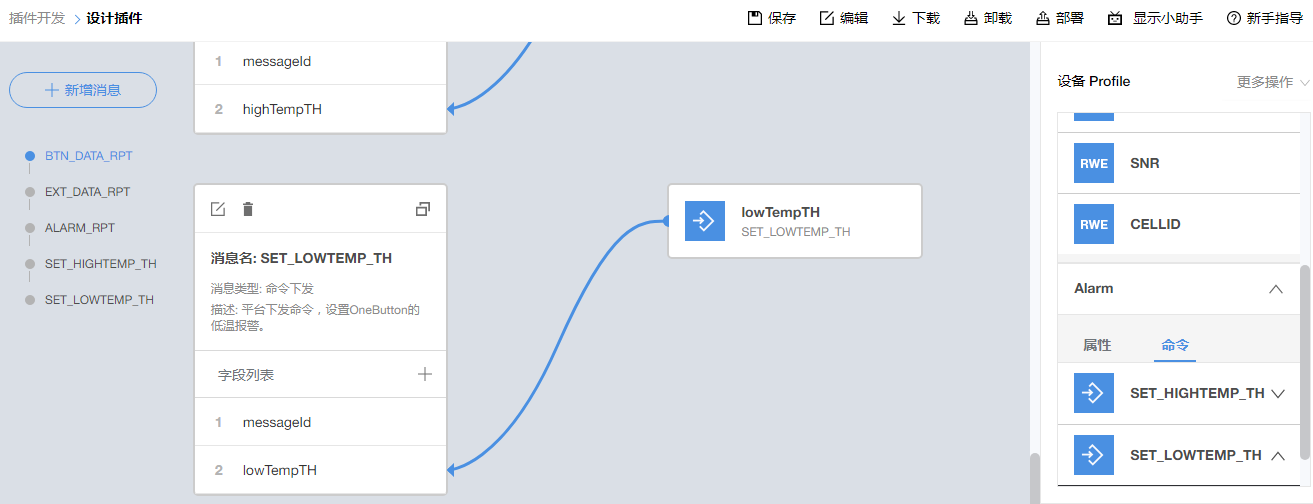 插件开发 > 设计插件
保存
编辑
下载
卸载
部署
显示小助手
新手指导
新增消息
BTN_DATA_RPT
EXT_DATA_RPT
ALARM_RPT
SET_HIGHTEMP_TH
SET_LOWTEMP_TH
1 messageId
2 highTempTH
消息名: SET_LOWTEMP_TH
消息类型: 命令下发
描述: 平台下发命令，设置OneButton的
低温报警。
字段列表
1 messageId
2 lowTempTH
lowTempTH
SET_LOWTEMP_TH
设备 Profile
更多操作
RWE SNR
RWE CELLID
Alarm
属性 命令
SET_HIGHTEMP_TH
SET_LOWTEMP_TH